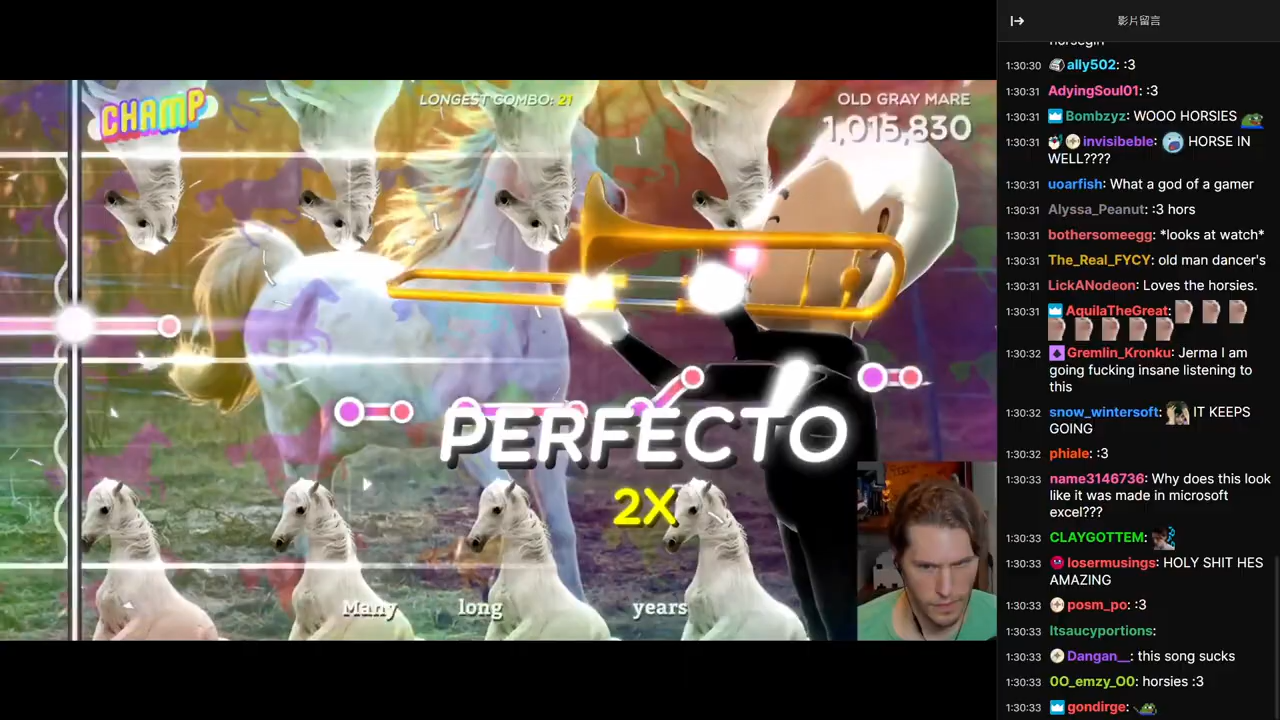 CHAMP
LONGEST COMBO: 21
OLD GRAY MARE
1,015,830
PERFECTO
2X
Many long years
影片留言
horsegirl
1:30:30 ally502: :3
1:30:31 AdyingSoul01: :3
1:30:31 Bombzyz: WOOO HORSIES
1:30:31 invisibeble: HORSE IN
WELL????
1:30:31 uoarfish: What a god of a gamer
1:30:31 Alyssa_Peanut: :3 hors
1:30:31 bothersomeegg: *looks at watch*
1:30:31 The_Real_FYCY: old man dancer's
1:30:31 LickANodeon: Loves the horsies.
1:30:31 AquilaTheGreat:
1:30:32 Gremlin_Kronku: Jerma I am
going fucking insane listening to
this
1:30:32 snow_wintersoft: IT KEEPS
GOING
1:30:32 phiale: :3
1:30:33 name3146736: Why does this look
like it was made in microsoft
excel???
1:30:33 CLAYGOTTEM:
1:30:33 losermusings: HOLY SHIT HES
AMAZING
1:30:33 posm_po: :3
1:30:33 Itsaucyportions:
1:30:33 Dangan__: this song sucks
1:30:33 0O_emzy_O0: horsies :3
1:30:33 gondirge: